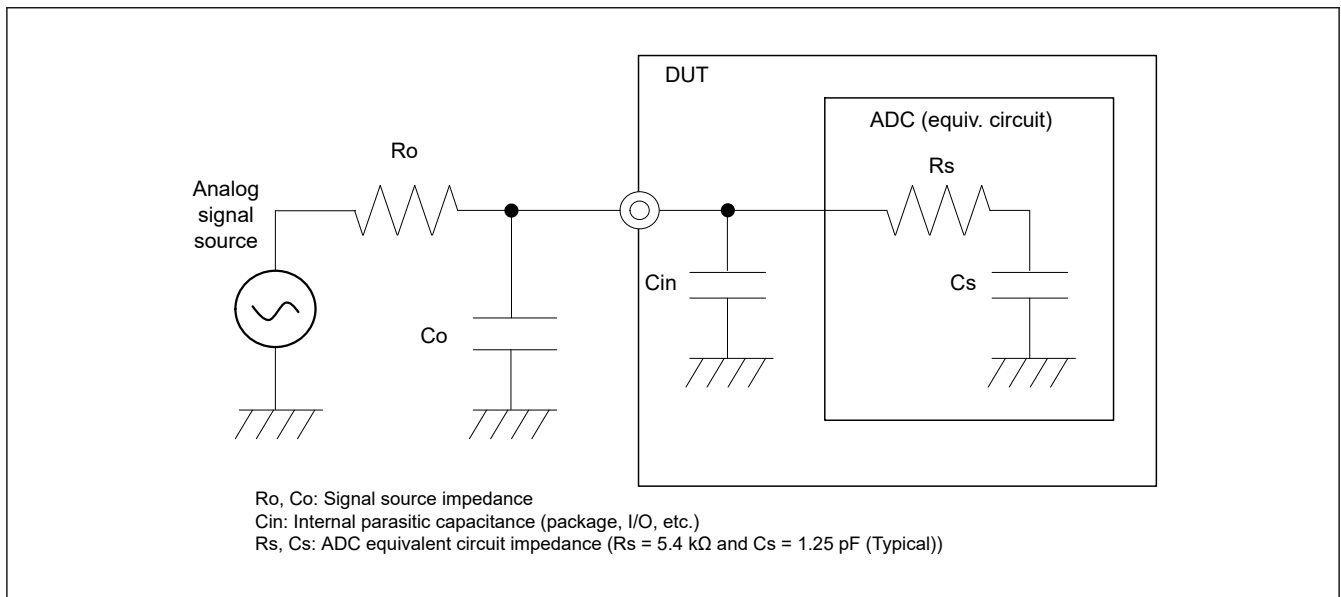 DUT
ADC (equiv. circuit)
Ro
Rs
Analog
signal
source
Cin
Cs
Co
Ro, Co: Signal source impedance
Cin: Internal parasitic capacitance (package, I/O, etc.)
Rs, Cs: ADC equivalent circuit impedance (Rs = 5.4 kΩ and Cs = 1.25 pF (Typical))